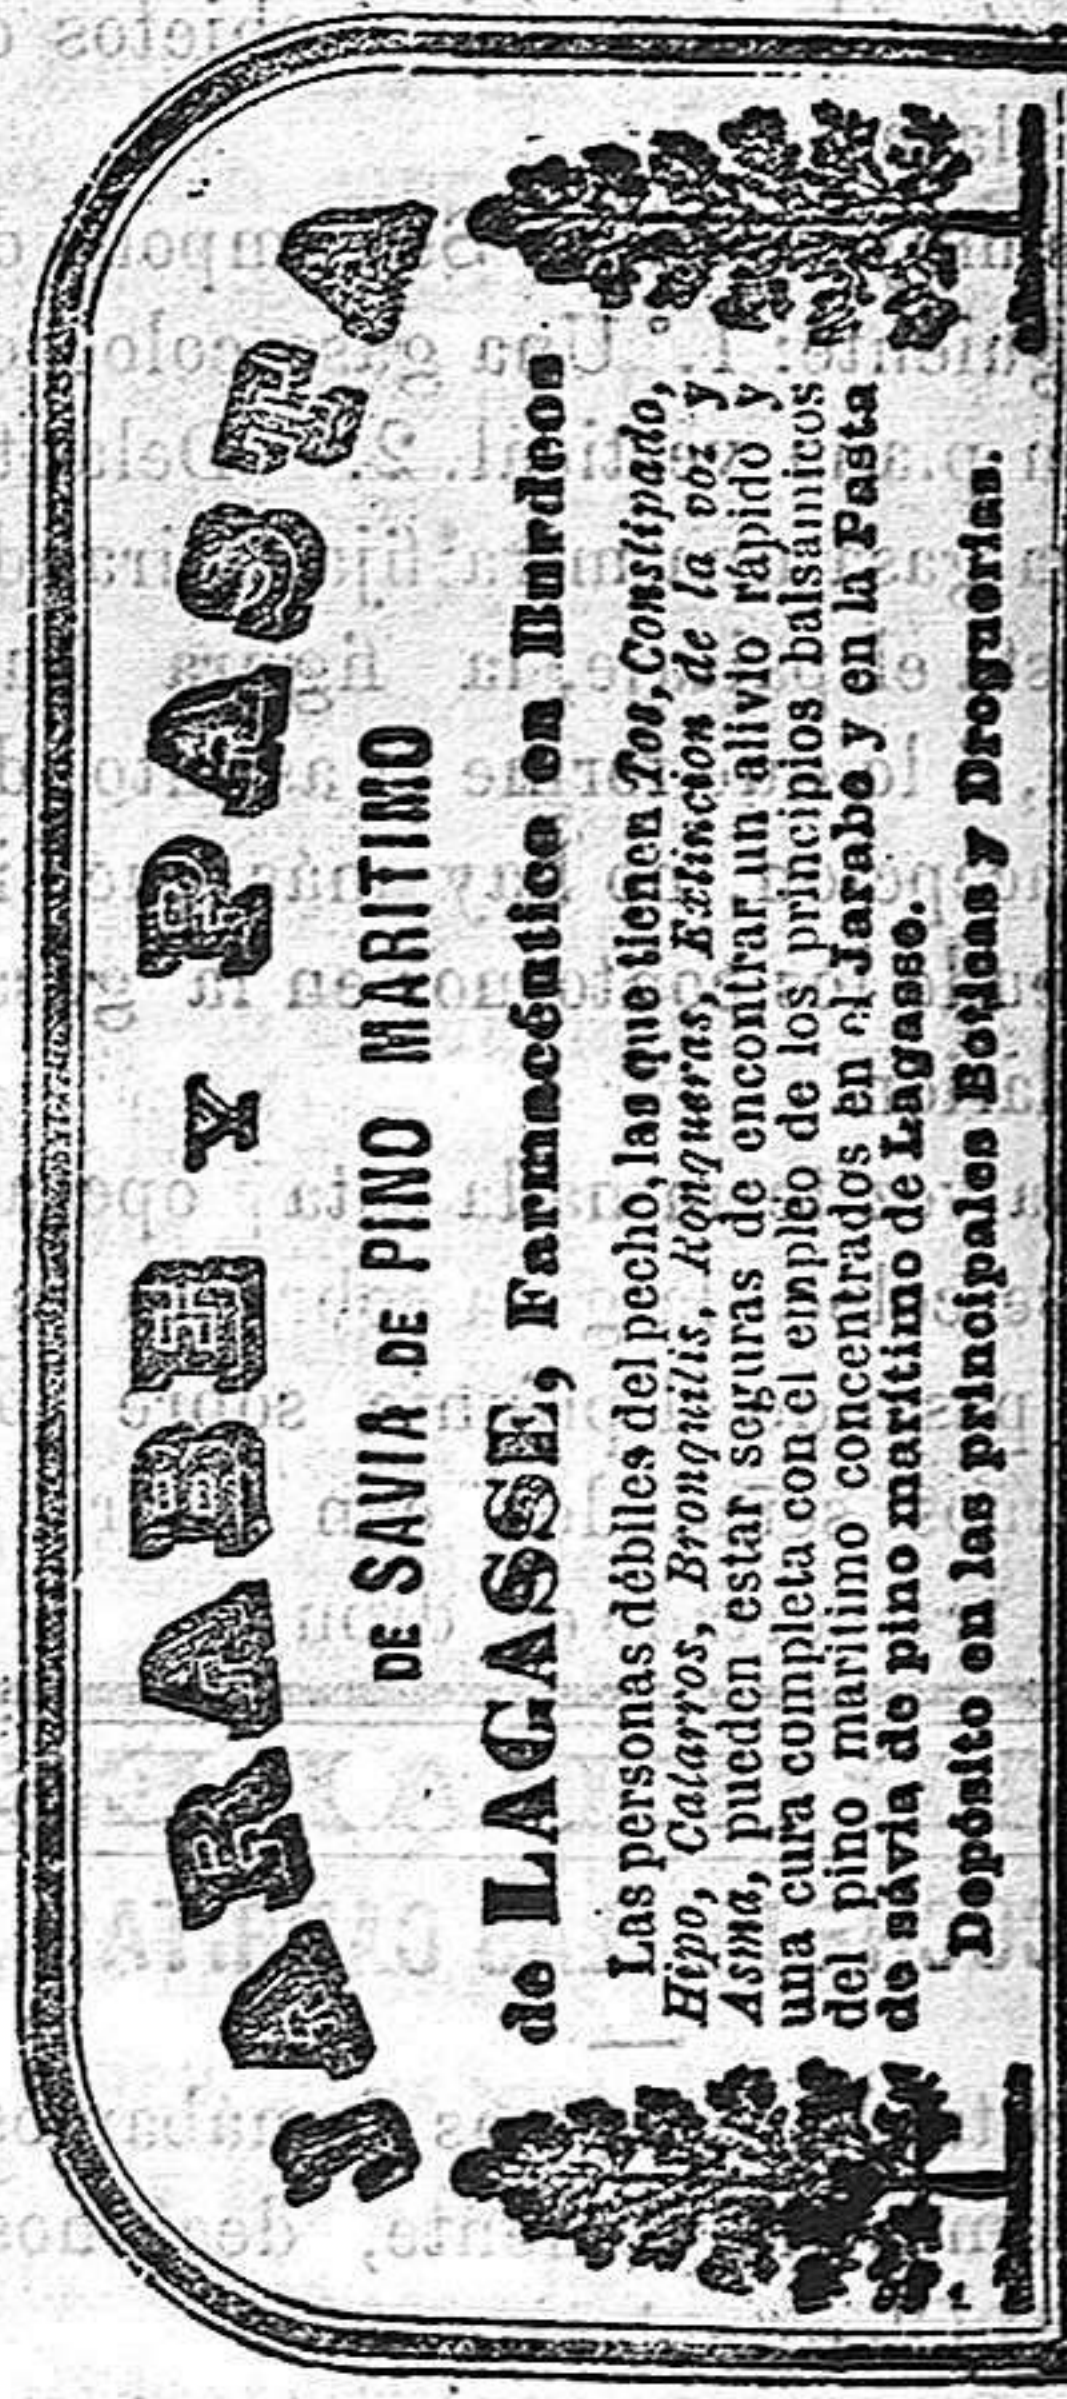 JARABE Y PASTA
DE SAVIA DE PINO MARITIMO
de LAGASSE, Farmacéutico en Burdeos
Las personas débiles del pecho, las que tienen Tos, Constipado,
Hipo, Catarros, Bronquitis, Ronqueras, Extincion de la voz y
Asma, pueden estar seguras de encontrar un alivio rápido y
una cura completa con el empleo de los principios balsamicos
del pino maritimo concentrados en el Jarabe y en la Pasta
de sávia de pino marítimo de Lagasse.
Depósito en las principales Boticas y Droguerias.